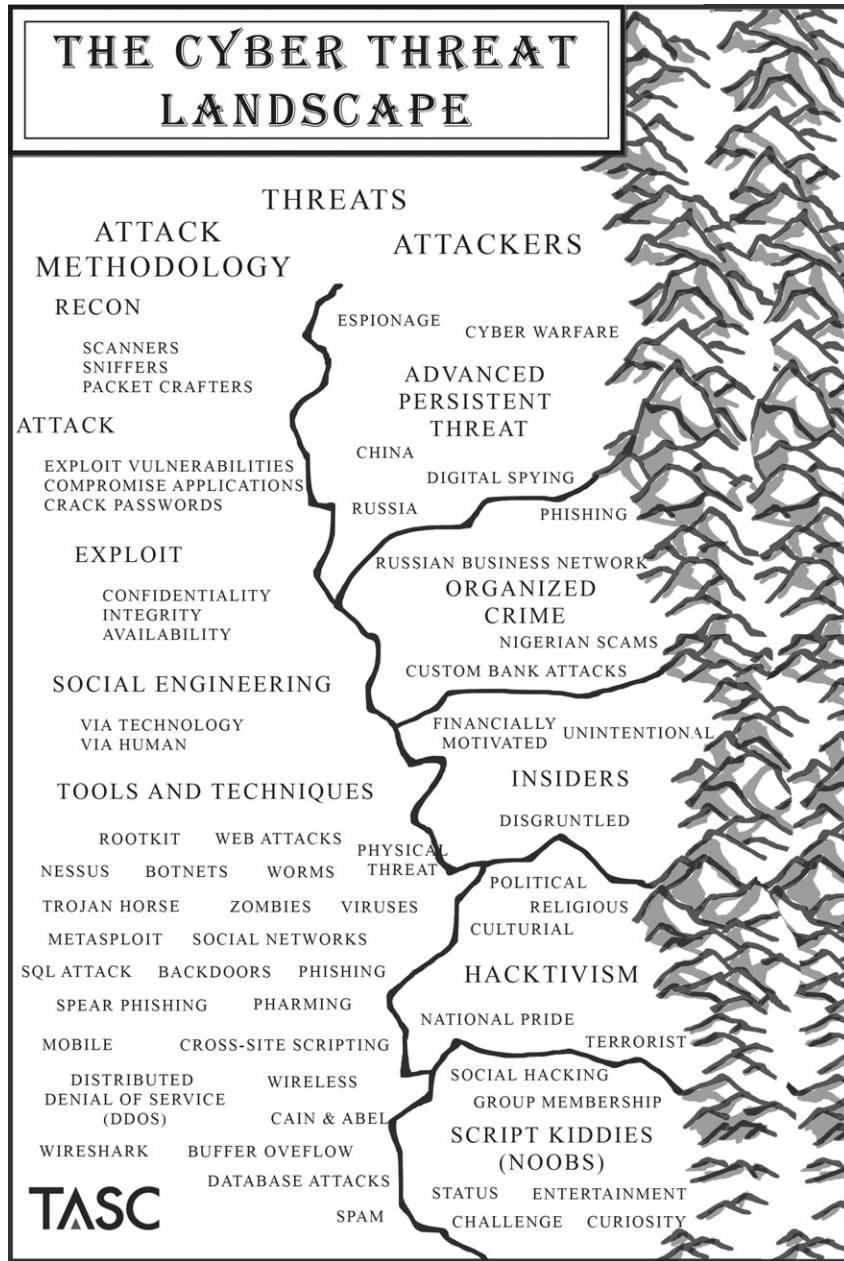 THE CYBER THREAT
LANDSCAPE
THREATS
ATTACK
METHODOLOGY
RECON
SCANNERS
SNIFFERS
PACKET CRAFTERS
ATTACK
EXPLOIT VULNERABILITIES
COMPROMISE APPLICATIONS
CRACK PASSWORDS
EXPLOIT
CONFIDENTIALITY
INTEGRITY
AVAILABILITY
SOCIAL ENGINEERING
VIA TECHNOLOGY
VIA HUMAN
TOOLS AND TECHNIQUES
ROOTKIT WEB ATTACKS
PHYSICAL
THREAT
NESSUS BOTNETS WORMS
TROJAN HORSE ZOMBIES VIRUSES
METASPLOIT SOCIAL NETWORKS
SQL ATTACK BACKDOORS PHISHING
SPEAR PHISHING PHARMING
MOBILE CROSS-SITE SCRIPTING
DISTRIBUTED
DENIAL OF SERVICE
(DDOS)
WIRELESS
CAIN & ABEL
WIRESHARK BUFFER OVEFLOW
DATABASE ATTACKS
SPAM
TASC
ATTACKERS
ESPIONAGE
CYBER WARFARE
ADVANCED
PERSISTENT
THREAT
CHINA
DIGITAL SPYING
RUSSIA
PHISHING
RUSSIAN BUSINESS NETWORK
ORGANIZED
CRIME
NIGERIAN SCAMS
CUSTOM BANK ATTACKS
FINANCIALLY
MOTIVATED
UNINTENTIONAL
INSIDERS
DISGRUNTLED
POLITICAL
RELIGIOUS
CULTURIAL
HACKTIVISM
NATIONAL PRIDE
TERRORIST
SOCIAL HACKING
GROUP MEMBERSHIP
SCRIPT KIDDIES
(NOOBS)
STATUS ENTERTAINMENT
CHALLENGE CURIOSITY